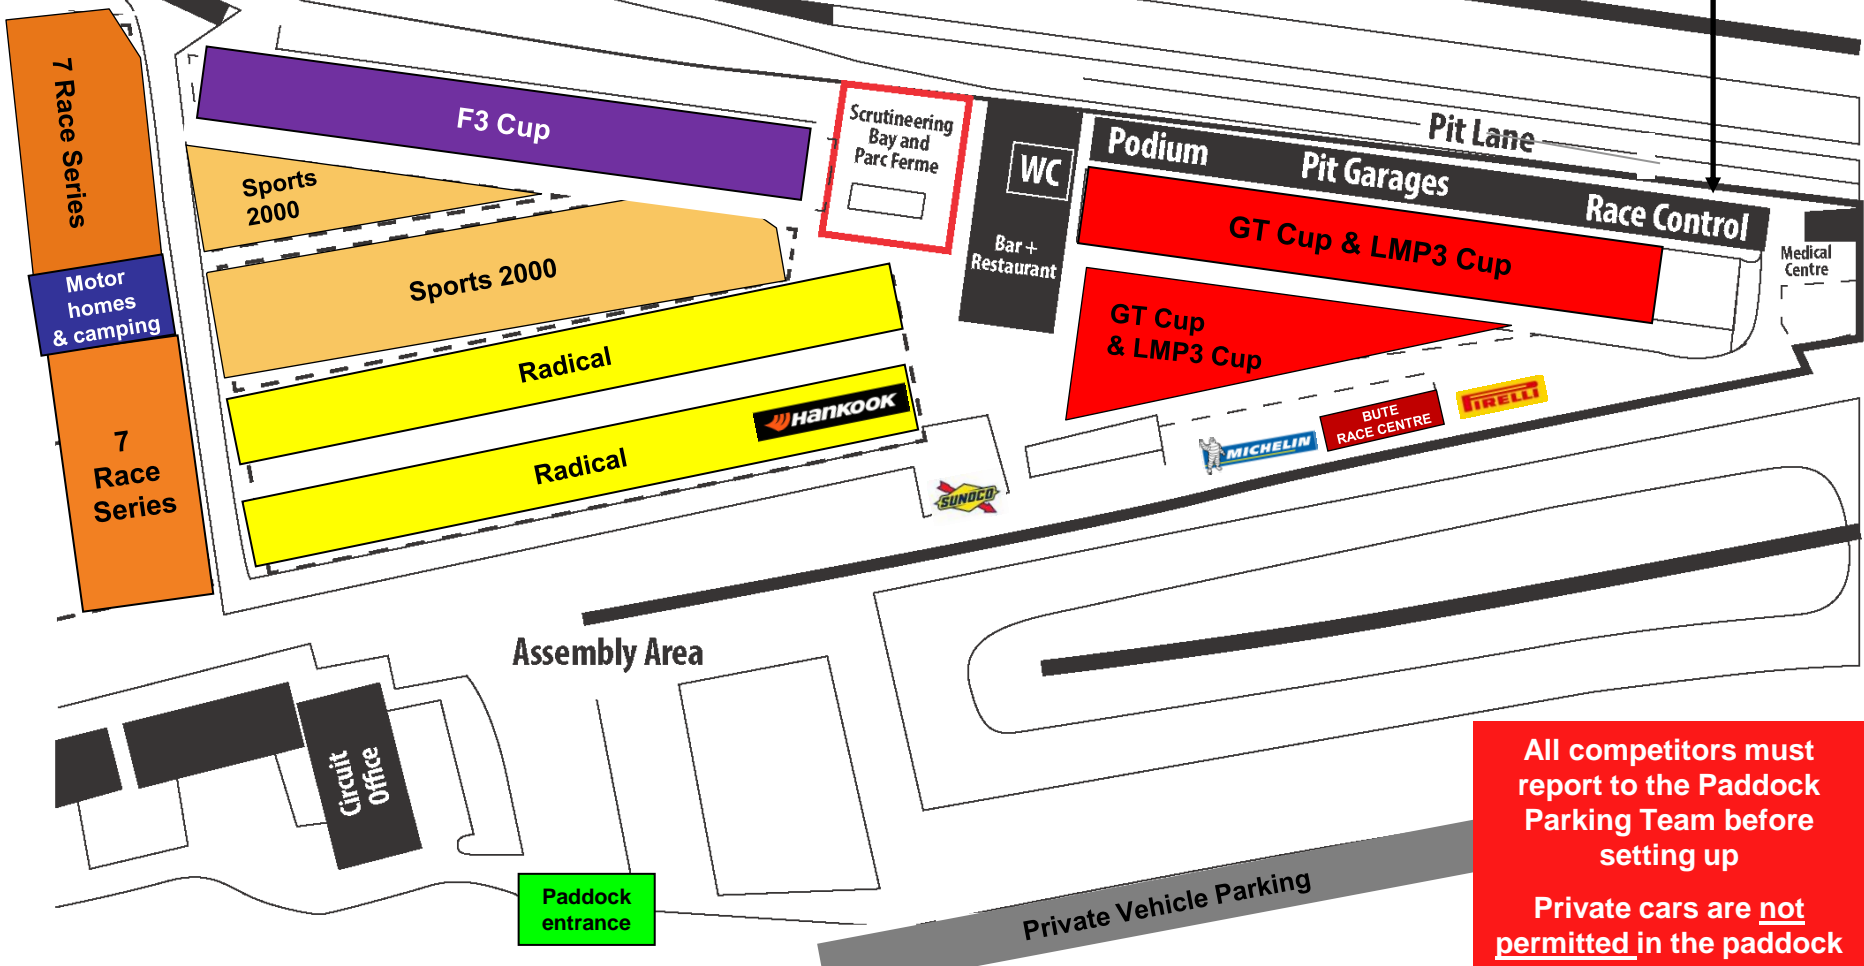 7 Race Series
Motor
homes
& camping
7
Race
Series
F3 Cup
Sports
2000
Sports 2000
Radical
Radical
HANKOOK
Scrutineering
Bay and
Parc Ferme
WC
Bar +
Restaurant
Pit Lane
Podium
Pit Garages
Race Control
GT Cup & LMP3 Cup
GT Cup
& LMP3 Cup
Medical
Centre
SUNOCO
MICHELIN
BUTE
RACE CENTRE
PIRELLI
Assembly Area
Circuit
Office
Paddock
entrance
Private Vehicle Parking
All competitors must
report to the Paddock
Parking Team before
setting up
Private cars are not
permitted in the paddock